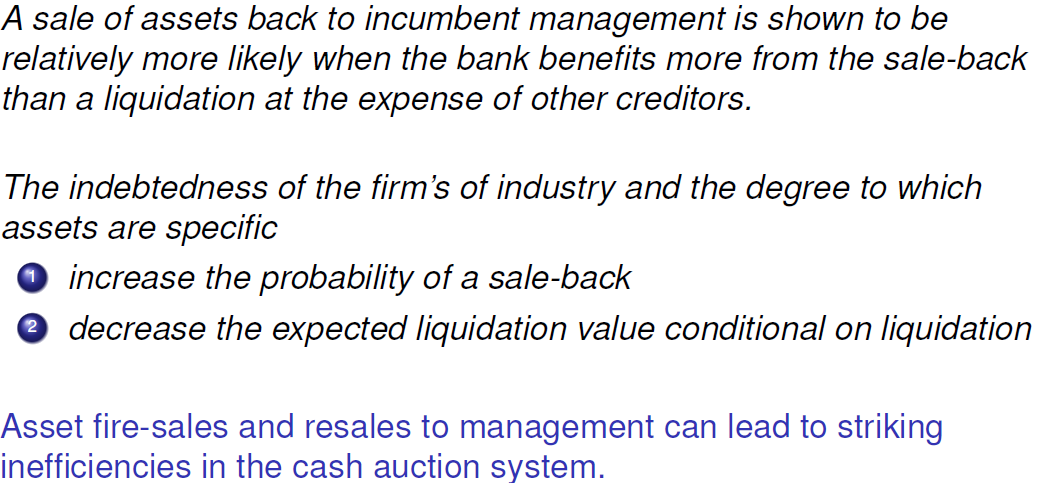 A sale of assets back to incumbent management is shown to be
relatively more likely when the bank benefits more from the sale-back
than a liquidation at the expense of other creditors.
The indebtedness of the firm's of industry and the degree to which
assets are specific
1 increase the probability of a sale-back
2 decrease the expected liquidation value conditional on liquidation
Asset fire-sales and resales to management can lead to striking
inefficiencies in the cash auction system.